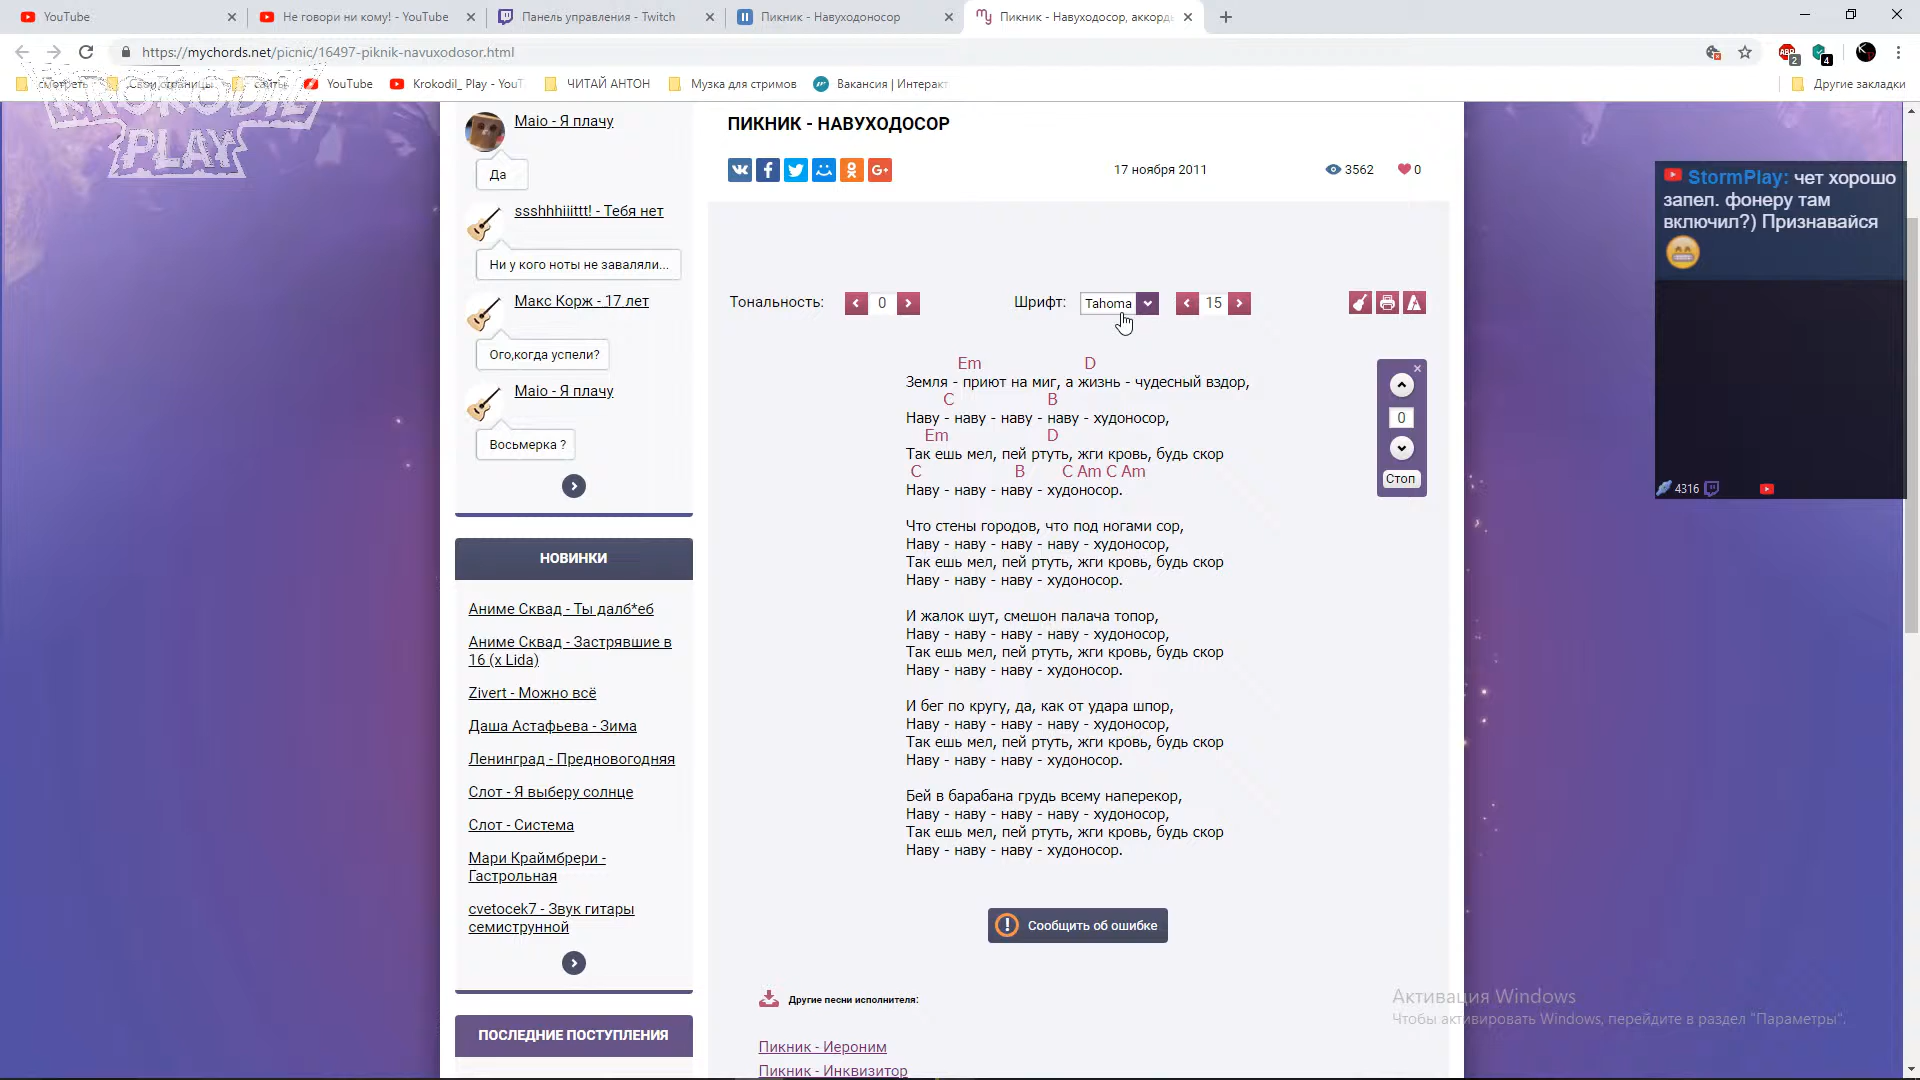 YouTube
Не говори ни кому! - YouTube
Панель управления - Twitch
Пикник - Навуходоносор
Пикник - Навуходосор, аккорды
https://mychords.net/picnic/16497-piknik-navuxodosor.html
2
4
смотреть
Свои страницы
сайты
YouTube
Krokodil_ Play - YouT
ЧИТАЙ АНТОН
Музка для стримов
Вакансия | Интеракт
Другие закладки
KROKODIL
PLAY
Maio - Я плачу
Да
ssshhhiiittt! - Тебя нет
Ни у кого ноты не заваляли...
Макс Корж - 17 лет
Ого,когда успели?
Maio - Я плачу
Восьмерка ?
НОВИНКИ
Аниме Сквад - Ты далб*еб
Аниме Сквад - Застрявшие в
16 (x Lida)
Zivert - Можно всё
Даша Астафьева - Зима
Ленинград - Предновогодняя
Слот - Я выберу солнце
Слот - Система
Мари Краймбрери -
Гастрольная
cvetocek7 - Звук гитары
семиструнной
ПОСЛЕДНИЕ ПОСТУПЛЕНИЯ
ПИКНИК - НАВУХОДОСОР
17 ноября 2011
3562
0
Тональность:
0
Шрифт:
Tahoma
15
Em D
Земля - приют на миг, а жизнь - чудесный вздор,
C B
Наву - наву - наву - наву - худоносор,
Em D
Так ешь мел, пей ртуть, жги кровь, будь скор
C B C Am C Am
Наву - наву - наву - худоносор.
Что стены городов, что под ногами сор,
Наву - наву - наву - наву - худоносор,
Так ешь мел, пей ртуть, жги кровь, будь скор
Наву - наву - наву - худоносор.
И жалок шут, смешон палача топор,
Наву - наву - наву - наву - худоносор,
Так ешь мел, пей ртуть, жги кровь, будь скор
Наву - наву - наву - худоносор.
И бег по кругу, да, как от удара шпор,
Наву - наву - наву - наву - худоносор,
Так ешь мел, пей ртуть, жги кровь, будь скор
Наву - наву - наву - худоносор.
Бей в барабана грудь всему наперекор,
Наву - наву - наву - наву - худоносор,
Так ешь мел, пей ртуть, жги кровь, будь скор
Наву - наву - наву - худоносор.
0
Стоп
Сообщить об ошибке
Другие песни исполнителя:
Пикник - Иероним
Пикник - Инквизитор
StormPlay: чет хорошо
запел. фонеру там
включил?) Признавайся
4316
Активация Windows
Чтобы активировать Windows, перейдите в раздел "Параметры".